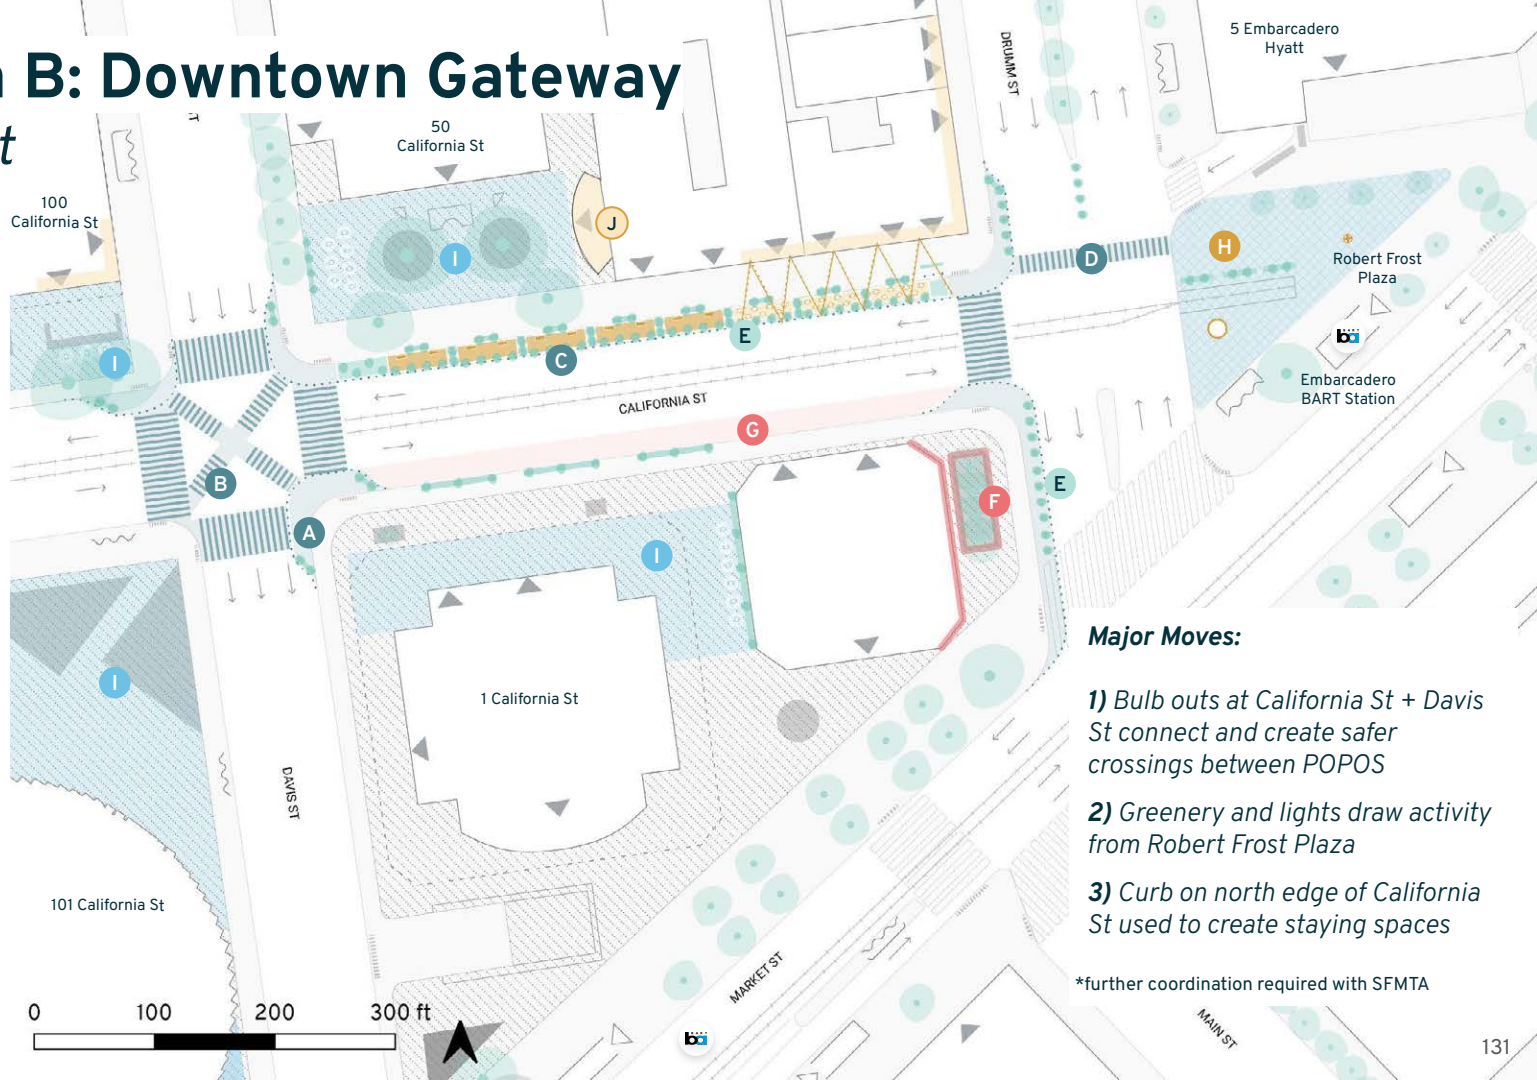 B: Downtown Gateway
t
5 Embarcadero
Hyatt
DRUMM ST
50
California St
100
California St
J
I
H
D
Robert Frost
Plaza
E
C
I
ba
Embarcadero
BART Station
CALIFORNIA ST
G
B
E
F
A
I
I
1 California St
DAVIS ST
101 California St
MARKET ST
MAIN ST
ba
Major Moves:
1) Bulb outs at California St + Davis
St connect and create safer
crossings between POPOS
2) Greenery and lights draw activity
from Robert Frost Plaza
3) Curb on north edge of California
St used to create staying spaces
*further coordination required with SFMTA
0 100 200 300 ft
131